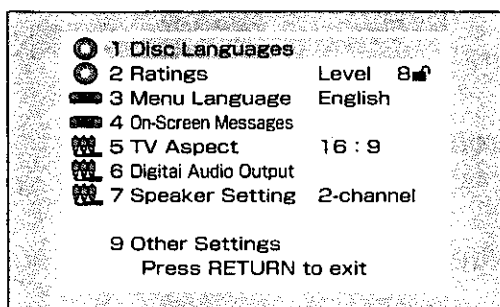 1 Disc Languages
2 Ratings Level 8
3 Menu Language English
4 On-Screen Messages
5 TV Aspect 16 : 9
6 Digital Audio Output
7 Speaker Setting 2-channel
9 Other Settings
Press RETURN to exit